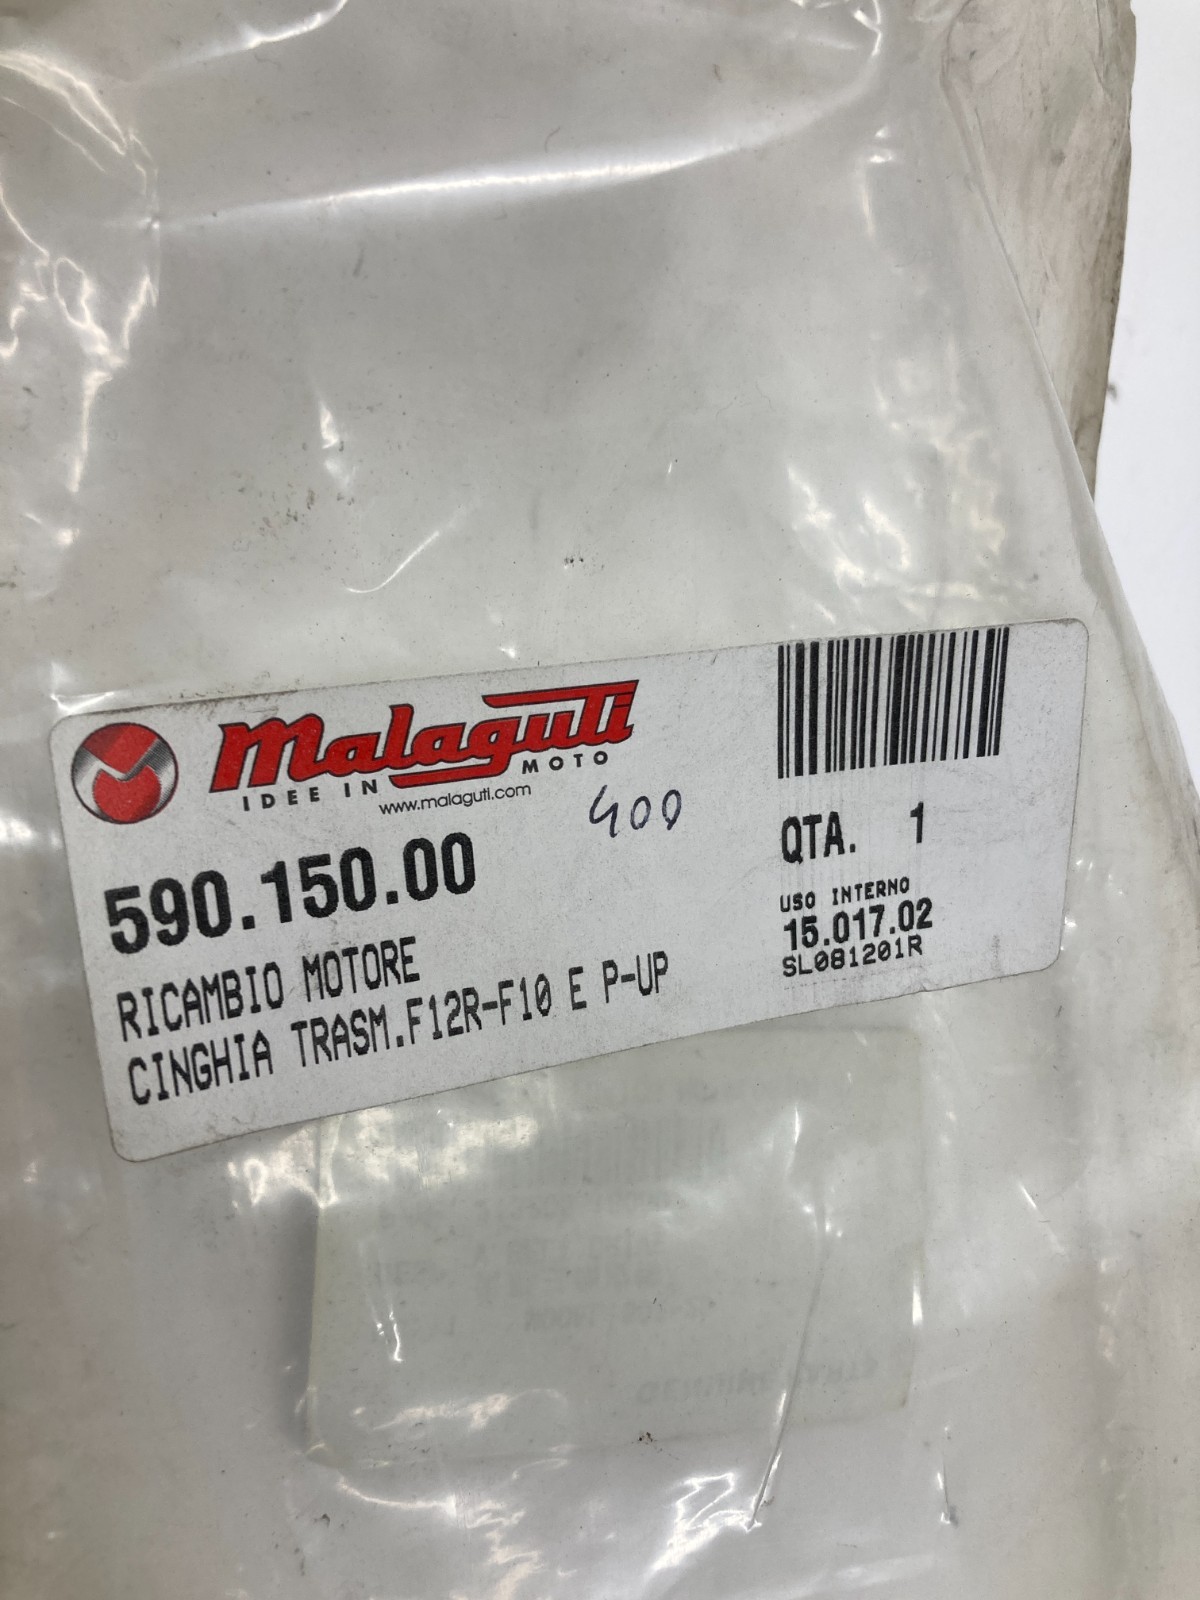 Malaguti
IDEE IN MOTO
www.malaguti.com
400
590.150.00
RICAMBIO MOTORE
CINGHIA TRASM.F12R-F10 E P-UP
QTA. 1
USO INTERNO
15.017.02
SL081201R